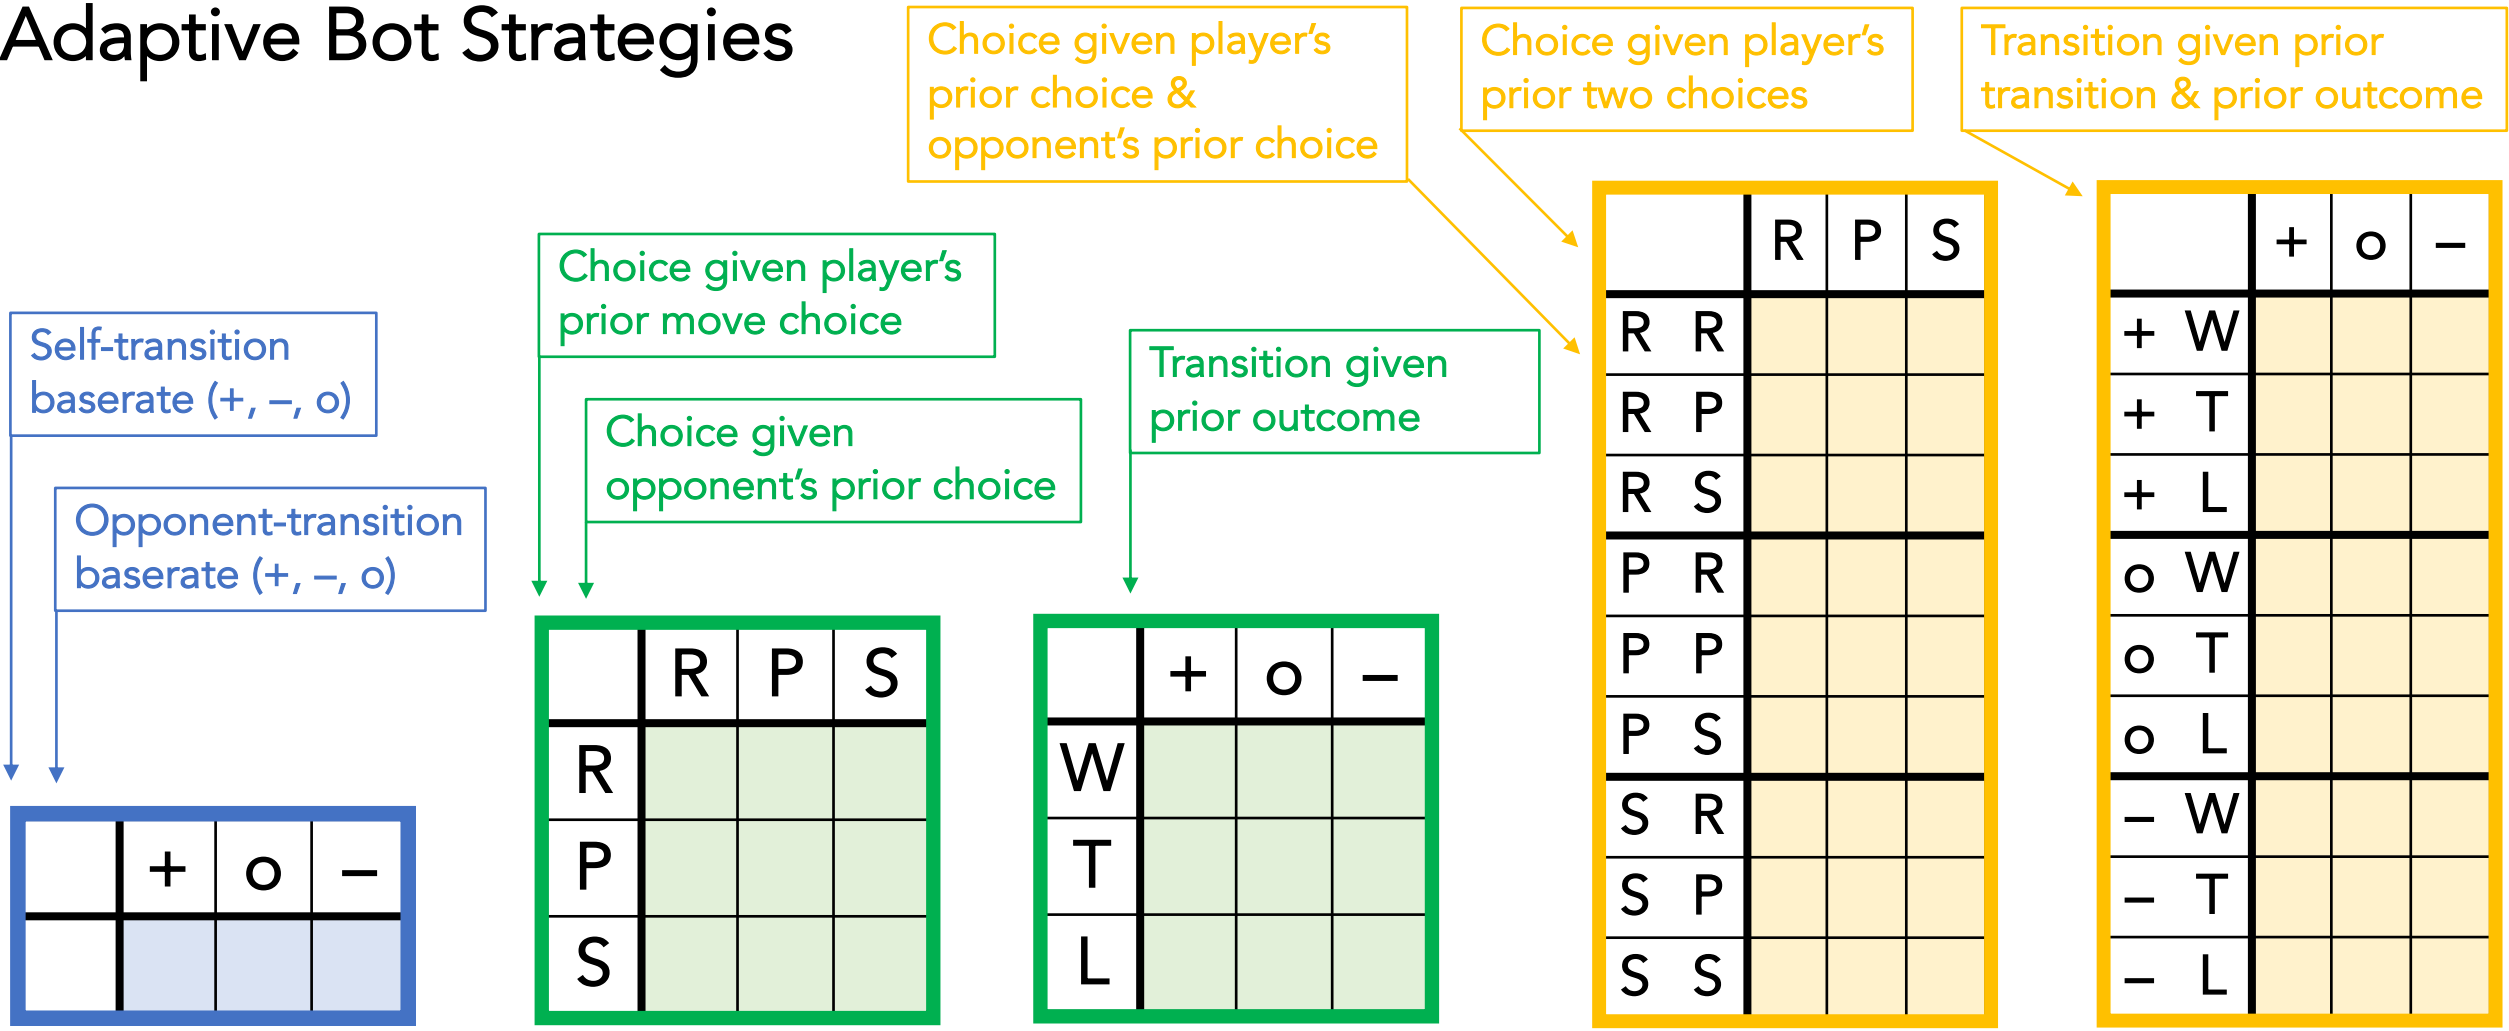 Adaptive Bot Strategies
Choice given player's
prior choice &
opponent's prior choice
Choice given player's
prior two choices
Transition given prior
transition & prior outcome
Choice given player's
prior move choice
Choice given
opponent's prior choice
Transition given
prior outcome
Self-transition
baserate (+, –, o)
Opponent-transition
baserate (+, –, o)
+ o –
R P S
R
P
S
+ o –
W
T
L
R P S
R R
R P
R S
P R
P P
P S
S R
S P
S S
+ o –
+ W
+ T
+ L
o W
o T
o L
– W
– T
– L